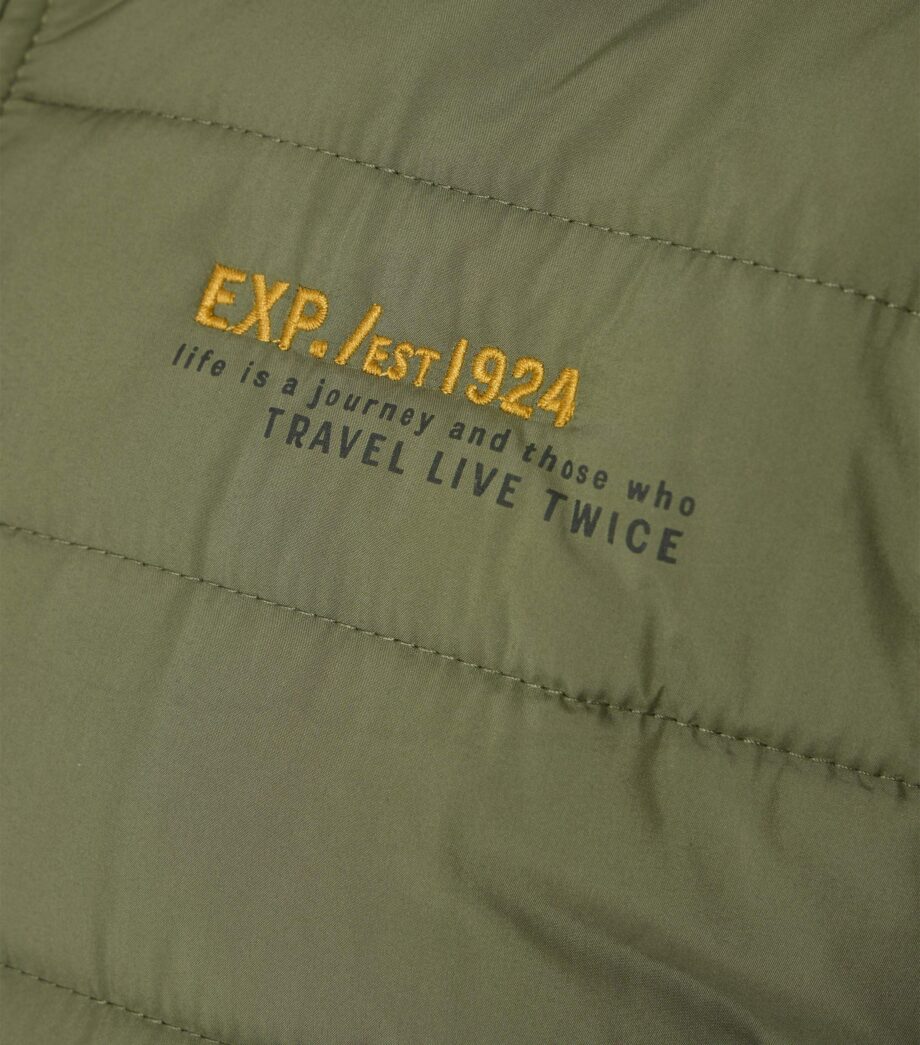 EXP./EST1924
life is a journey and those who
TRAVEL LIVE TWICE